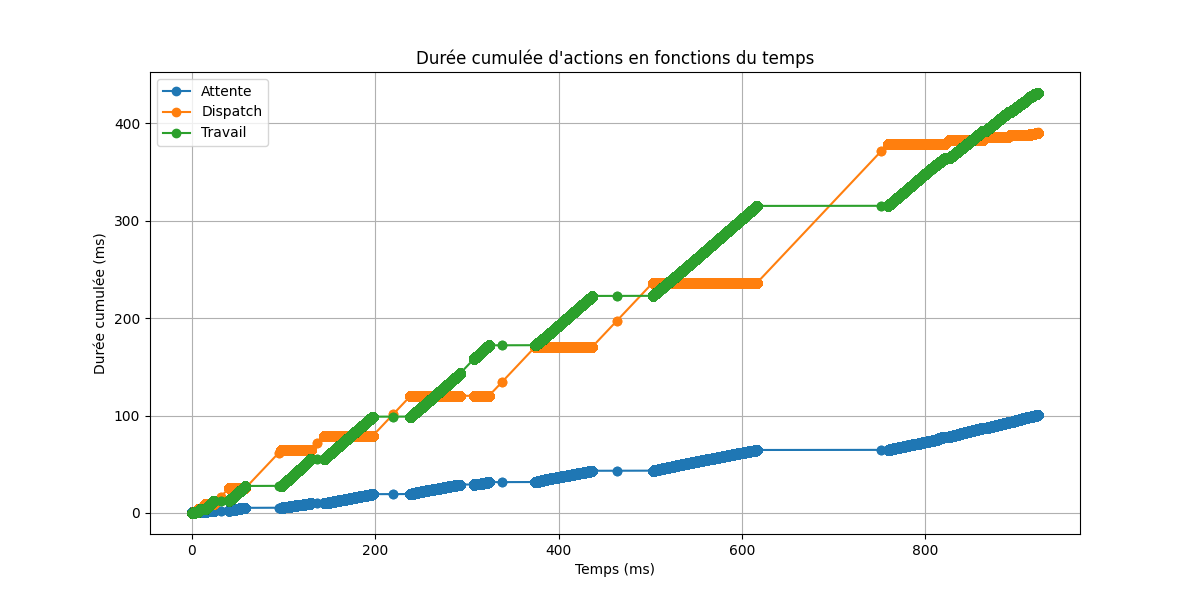 Durée cumulée d'actions en fonctions du temps
Attente
Dispatch
Travail
Durée cumulée (ms)
400
300
200
100
0
0 200 400 600 800
Temps (ms)